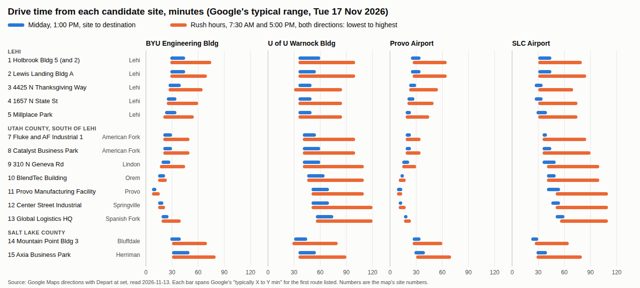 Drive time from each candidate site, minutes (Google's typical range, Tue 17 Nov 2026)
Midday, 1:00 PM, site to destination
Rush hours, 7:30 AM and 5:00 PM, both directions: lowest to highest
BYU Engineering Bldg
U of U Warnock Bldg
Provo Airport
SLC Airport
LEHI
1 Holbrook Bldg 5 (and 2) Lehi
2 Lewis Landing Bldg A Lehi
3 4425 N Thanksgiving Way Lehi
4 1657 N State St Lehi
5 Millplace Park Lehi
UTAH COUNTY, SOUTH OF LEHI
7 Fluke and AF Industrial 1 American Fork
8 Catalyst Business Park American Fork
9 310 N Geneva Rd Lindon
10 BlendTec Building Orem
11 Provo Manufacturing Facility Provo
12 Center Street Industrial Springville
13 Global Logistics HQ Spanish Fork
SALT LAKE COUNTY
14 Mountain Point Bldg 3 Bluffdale
15 Axia Business Park Herriman
0 30 60 90 120 0 30 60 90 120 0 30 60 90 120 0 30 60 90 120
Source: Google Maps directions with Depart at set, read 2026-11-13. Each bar spans Google's "typically X to Y min" for the first route listed. Numbers are the map's site numbers.